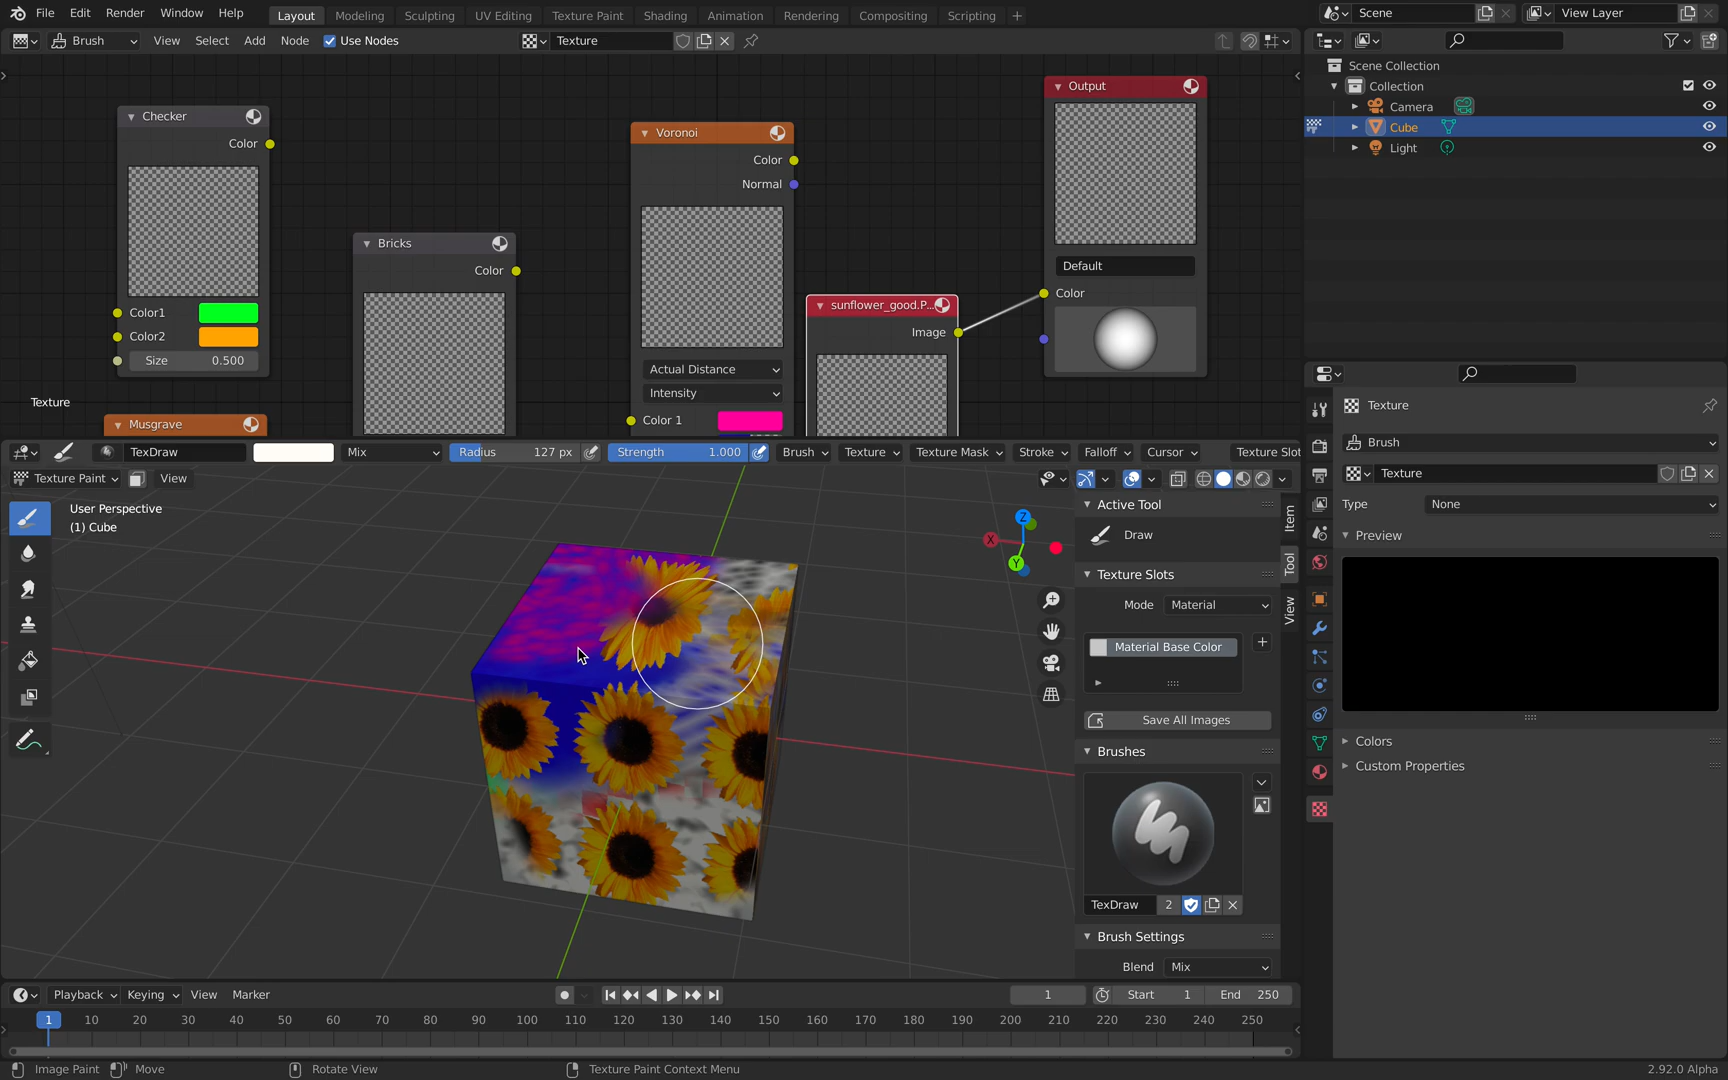 File Edit Render Window Help Layout Modeling Sculpting UV Editing Texture Paint Shading Animation Rendering Compositing Scripting + Scene View Layer
Brush View Select Add Node Use Nodes Texture
Scene Collection
Collection
Camera
Cube
Light
Checker
Color
Color1
Color2
Size 0.500
Musgrave
Bricks
Color
Voronoi
Color
Normal
Actual Distance
Intensity
Color 1
sunflower_good.P...
Image
Output
Default
Color
Texture
TexDraw Mix Radius 127 px Strength 1.000 Brush Texture Texture Mask Stroke Falloff Cursor Texture Slot
Texture Paint View
User Perspective
(1) Cube
X
Y
Z
Active Tool
Draw
Texture Slots
Mode Material
Material Base Color
Save All Images
Brushes
TexDraw 2
Brush Settings
Blend Mix
Item
Tool
View
Texture
Brush
Texture
Type None
Preview
Colors
Custom Properties
Playback Keying View Marker 1 Start 1 End 250
1 10 20 30 40 50 60 70 80 90 100 110 120 130 140 150 160 170 180 190 200 210 220 230 240 250
Image Paint Move Rotate View Texture Paint Context Menu 2.92.0 Alpha